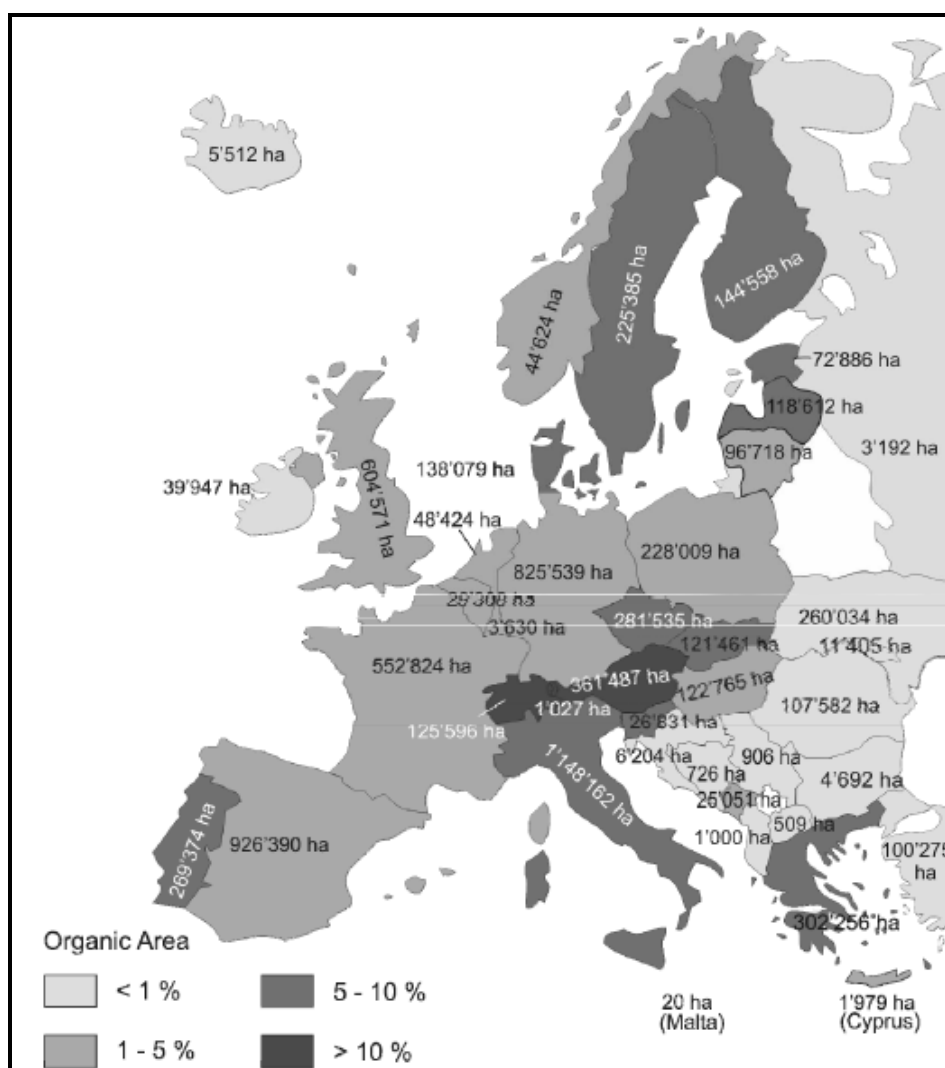 5'512 ha
144'558 ha
225'385 ha
44'624 ha
72'886 ha
118'612 ha
96'718 ha
3'192 ha
39'947 ha
604'571 ha
138'079 ha
48'424 ha
228'009 ha
825'539 ha
3'630 ha
281'535 ha
260'034 ha
121'461 ha
11'405 ha
552'824 ha
361'487 ha
122'765 ha
1'027 ha
107'582 ha
125'596 ha
26'831 ha
6'204 ha
906 ha
1'148'162 ha
726 ha
4'692 ha
25'051 ha
509 ha
1'000 ha
269'374 ha
926'390 ha
100'275
ha
302'256 ha
Organic Area
< 1 %
5 - 10 %
1 - 5 %
> 10 %
20 ha
(Malta)
1'979 ha
(Cyprus)